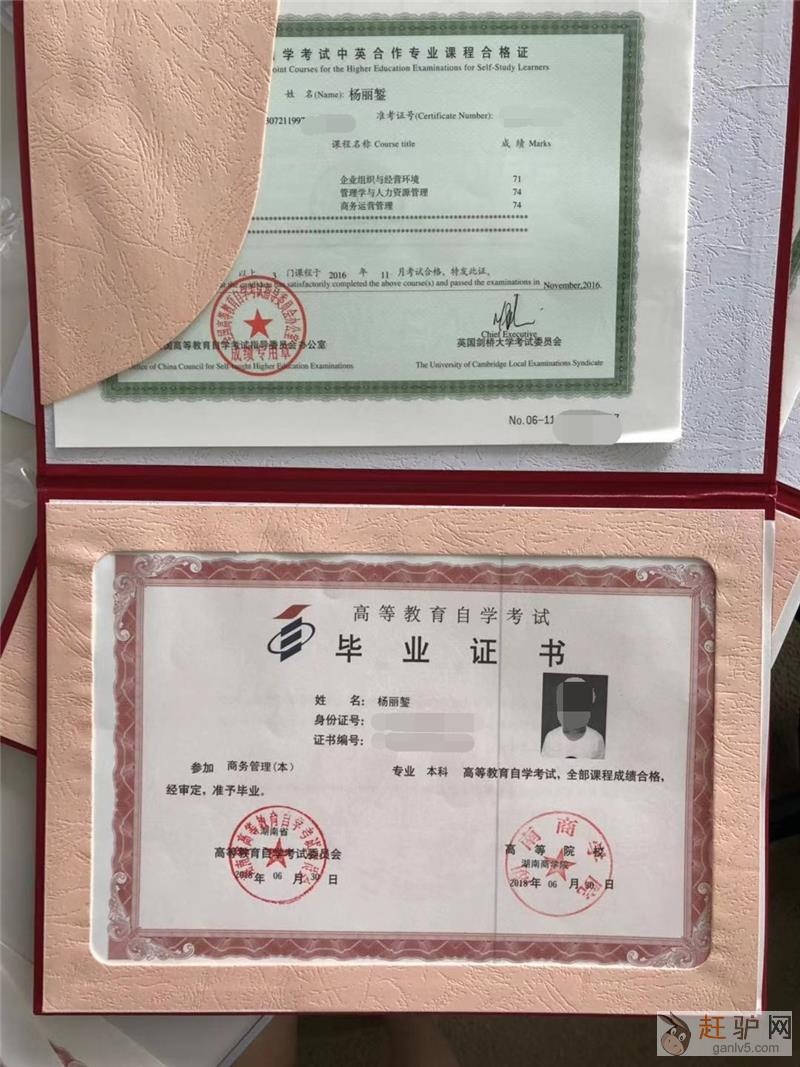 学考试中英合作专业课程合格证
oint Courses for the Higher Education Examinations for Self-Study Learners
姓 名(Name): 杨丽錾
准考证号(Certificate Number):
307211997
课程名称 Course title 成 绩 Marks
企业组织与经营环境 71
管理学与人力资源管理 74
商务运营管理 74
以上 3 门课程于 2016 年 11 月考试合格，特发此证。
satisfactorily completed the above course(s) and passed the examinations in November,2016.
Chief Executive
国高等教育自学考试指导委员会办公室 英国剑桥大学考试委员会
成绩专用章
ffice of China Council for Self-taught Higher Education Examinations The University of Cambridge Local Examinations Syndicate
No.06-11
高等教育自学考试
毕业证书
姓 名: 杨丽錾
身份证号:
证书编号:
参加 商务管理(本) 专业 本科 高等教育自学考试，全部课程成绩合格，
经审定，准予毕业。
湖南省
高等教育自学考试委员会 高 等 院 校
湖南商学院
2018 年 06 月 30 日 2018 年 06 月 30 日
赶驴网
ganlv5.com